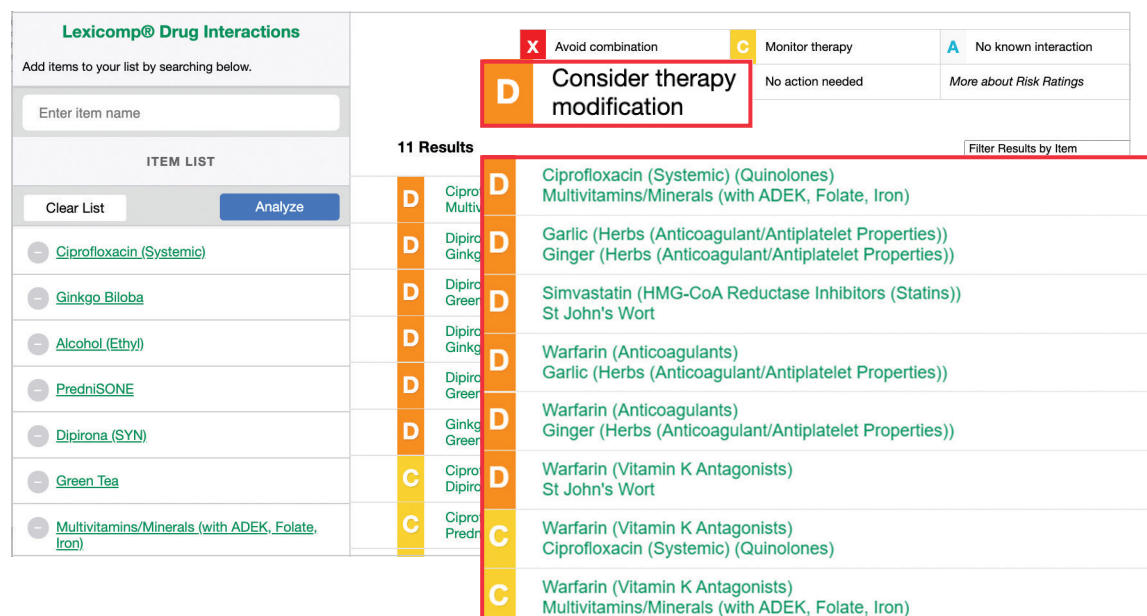 Lexicomp® Drug Interactions
Add items to your list by searching below.
Enter item name
ITEM LIST
Clear List
Analyze
Ciprofloxacin (Systemic)
Ginkgo Biloba
Alcohol (Ethyl)
PredniSONE
Dipirona (SYN)
Green Tea
Multivitamins/Minerals (with ADEK, Folate,
Iron)
X Avoid combination
C Monitor therapy
A No known interaction
D Consider therapy
modification
No action needed
More about Risk Ratings
11 Results
Filter Results by Item
D
D
D
D
D
D
C
C
D Ciprofloxacin (Systemic) (Quinolones)
Multivitamins/Minerals (with ADEK, Folate, Iron)
D Garlic (Herbs (Anticoagulant/Antiplatelet Properties))
Ginger (Herbs (Anticoagulant/Antiplatelet Properties))
D Simvastatin (HMG-CoA Reductase Inhibitors (Statins))
St John's Wort
D Warfarin (Anticoagulants)
Garlic (Herbs (Anticoagulant/Antiplatelet Properties))
D Warfarin (Anticoagulants)
Ginger (Herbs (Anticoagulant/Antiplatelet Properties))
D Warfarin (Vitamin K Antagonists)
St John's Wort
C Warfarin (Vitamin K Antagonists)
Ciprofloxacin (Systemic) (Quinolones)
C Warfarin (Vitamin K Antagonists)
Multivitamins/Minerals (with ADEK, Folate, Iron)